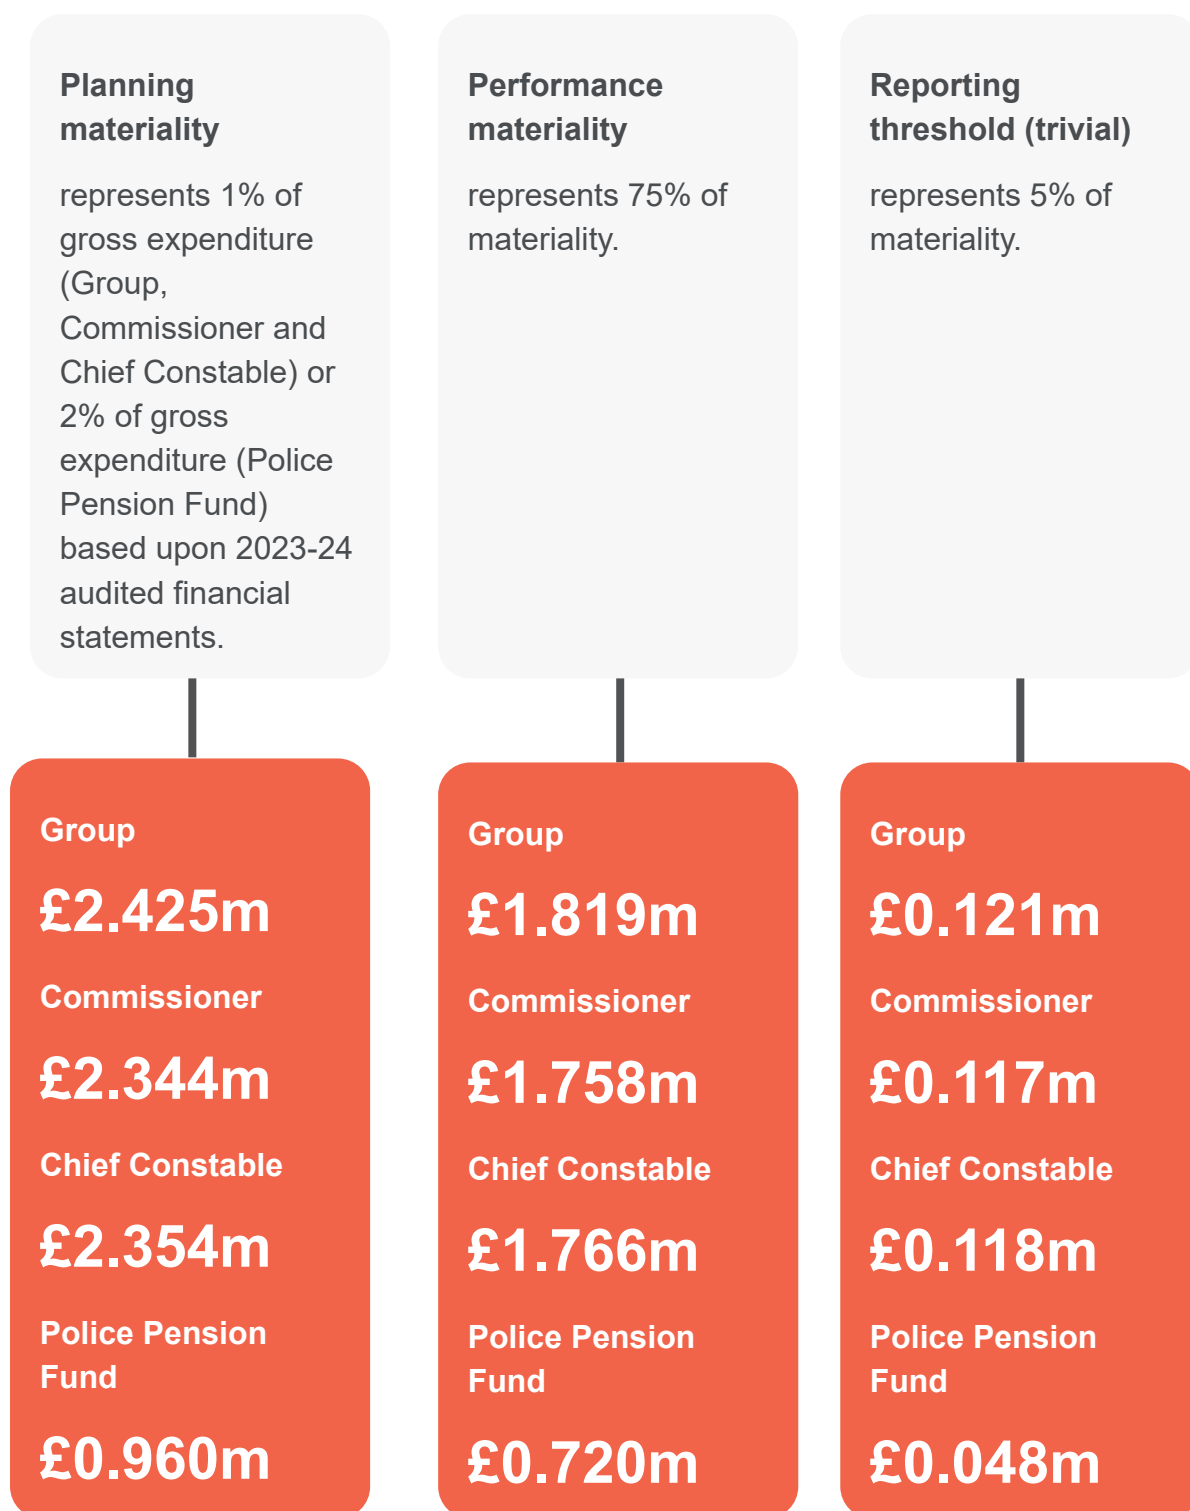 Planning
materiality
represents 1% of
gross expenditure
(Group,
Commissioner and
Chief Constable) or
2% of gross
expenditure (Police
Pension Fund)
based upon 2023-24
audited financial
statements.
Performance
materiality
represents 75% of
materiality.
Reporting
threshold (trivial)
represents 5% of
materiality.
Group
£2.425m
Commissioner
£2.344m
Chief Constable
£2.354m
Police Pension
Fund
£0.960m
Group
£1.819m
Commissioner
£1.758m
Chief Constable
£1.766m
Police Pension
Fund
£0.720m
Group
£0.121m
Commissioner
£0.117m
Chief Constable
£0.118m
Police Pension
Fund
£0.048m